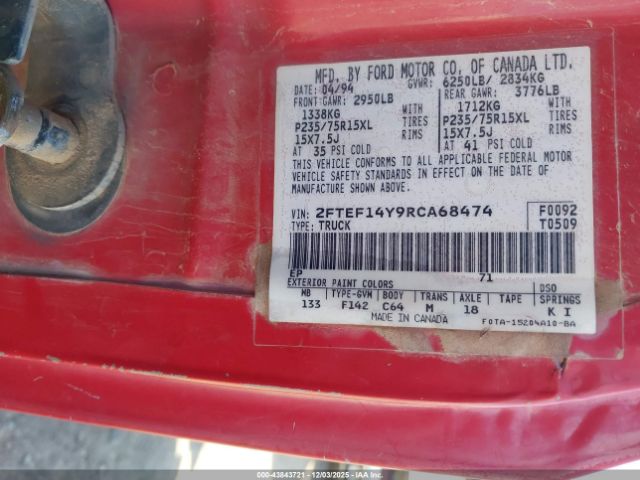 MFD. BY FORD MOTOR CO. OF CANADA LTD.
DATE: 04/94 GVWR: 6250LB/ 2834KG
FRONT GAWR: 2950LB REAR GAWR: 3776LB
1338KG WITH 1712KG WITH
P235/75R15XL TIRES P235/75R15XL TIRES
15X7.5J RIMS 15X7.5J RIMS
AT 35 PSI COLD AT 41 PSI COLD
THIS VEHICLE CONFORMS TO ALL APPLICABLE FEDERAL MOTOR
VEHICLE SAFETY STANDARDS IN EFFECT ON THE DATE OF
MANUFACTURE SHOWN ABOVE.
VIN: 2FTEF14Y9RCA68474 F0092
TYPE: TRUCK T0509
EP 71
EXTERIOR PAINT COLORS DSO
WB TYPE-GVM BODY TRANS AXLE TAPE SPRINGS
133 F142 C64 M 18 K I
MADE IN CANADA F0TA-15204A10-BA
000-43843721 - 12/03/2025 - IAA Inc.